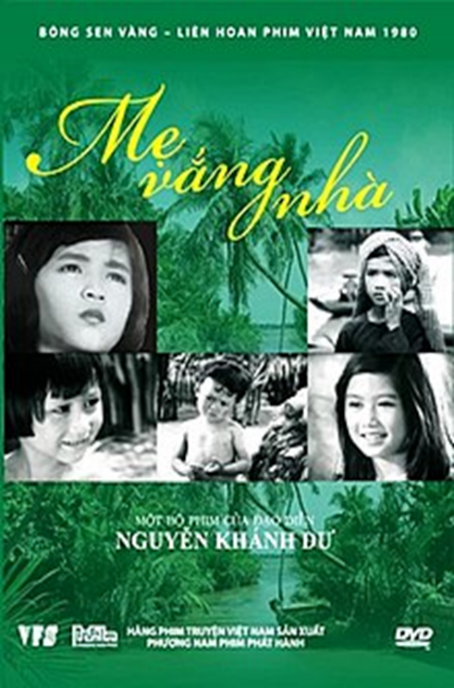 BÔNG SEN VÀNG – LIÊN HOAN PHIM VIỆT NAM 1980
Mẹ
vắng
nhà
MỘT BỘ PHIM CỦA ĐẠO DIỄN
NGUYỄN KHÁNH DƯ
VFS
HÃNG PHIM TRUYỆN VIỆT NAM SẢN XUẤT
PHƯƠNG NAM PHIM PHÁT HÀNH
DVD